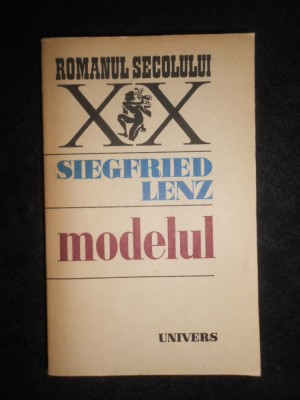 ROMANUL SECOLULUI
XX
SIEGFRIED
LENZ
modelul
UNIVERS